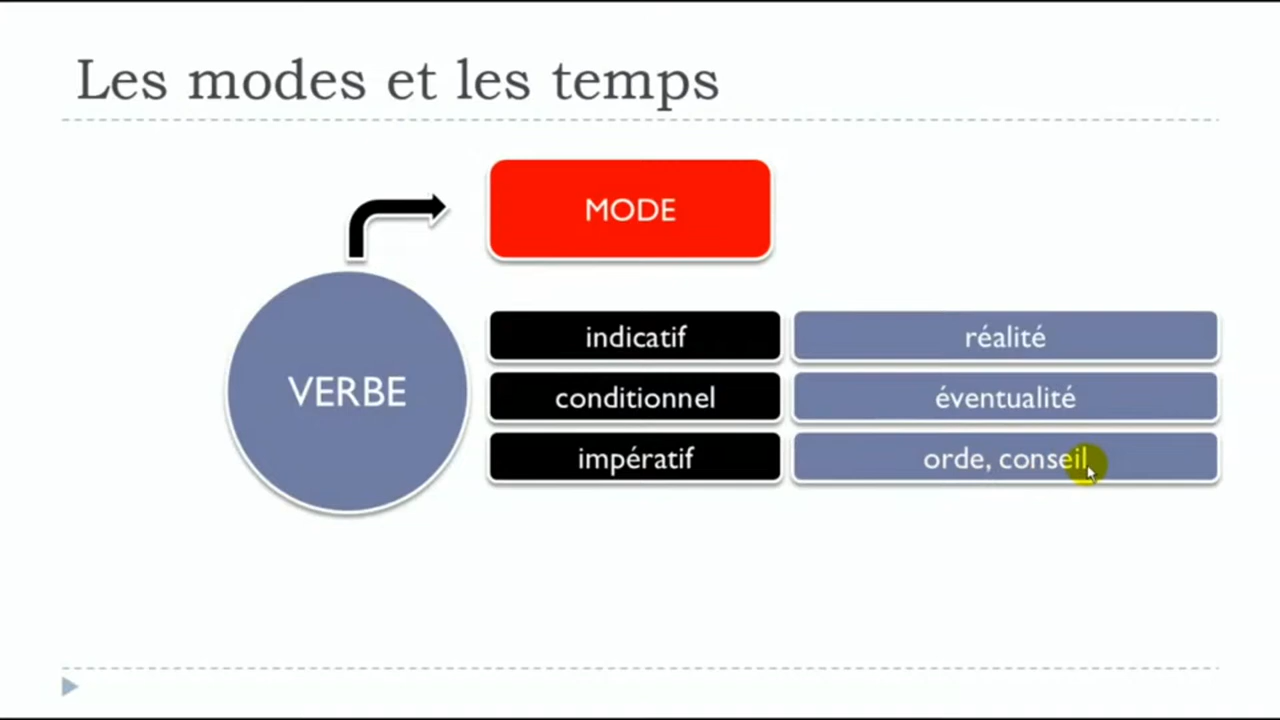 Les modes et les temps
MODE
VERBE
indicatif
réalité
conditionnel
éventualité
impératif
orde, conseil